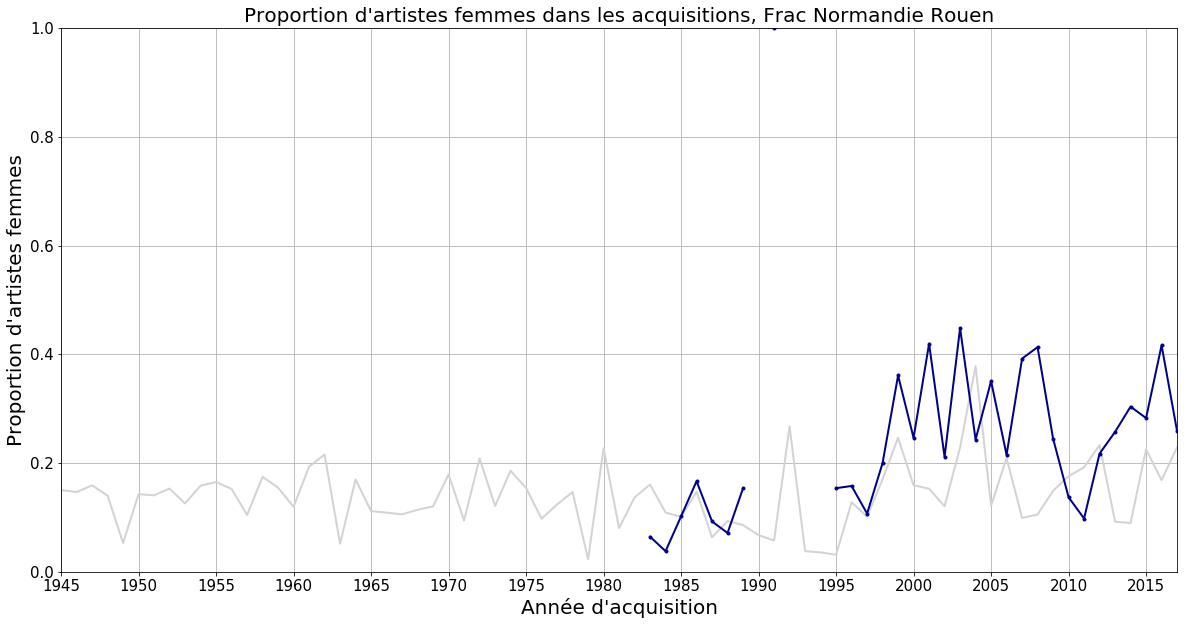 Proportion d'artistes femmes dans les acquisitions, Frac Normandie Rouen
Proportion d'artistes femmes
1.0
0.8
0.6
0.4
0.2
0.0
1945 1950 1955 1960 1965 1970 1975 1980 1985 1990 1995 2000 2005 2010 2015
Année d'acquisition